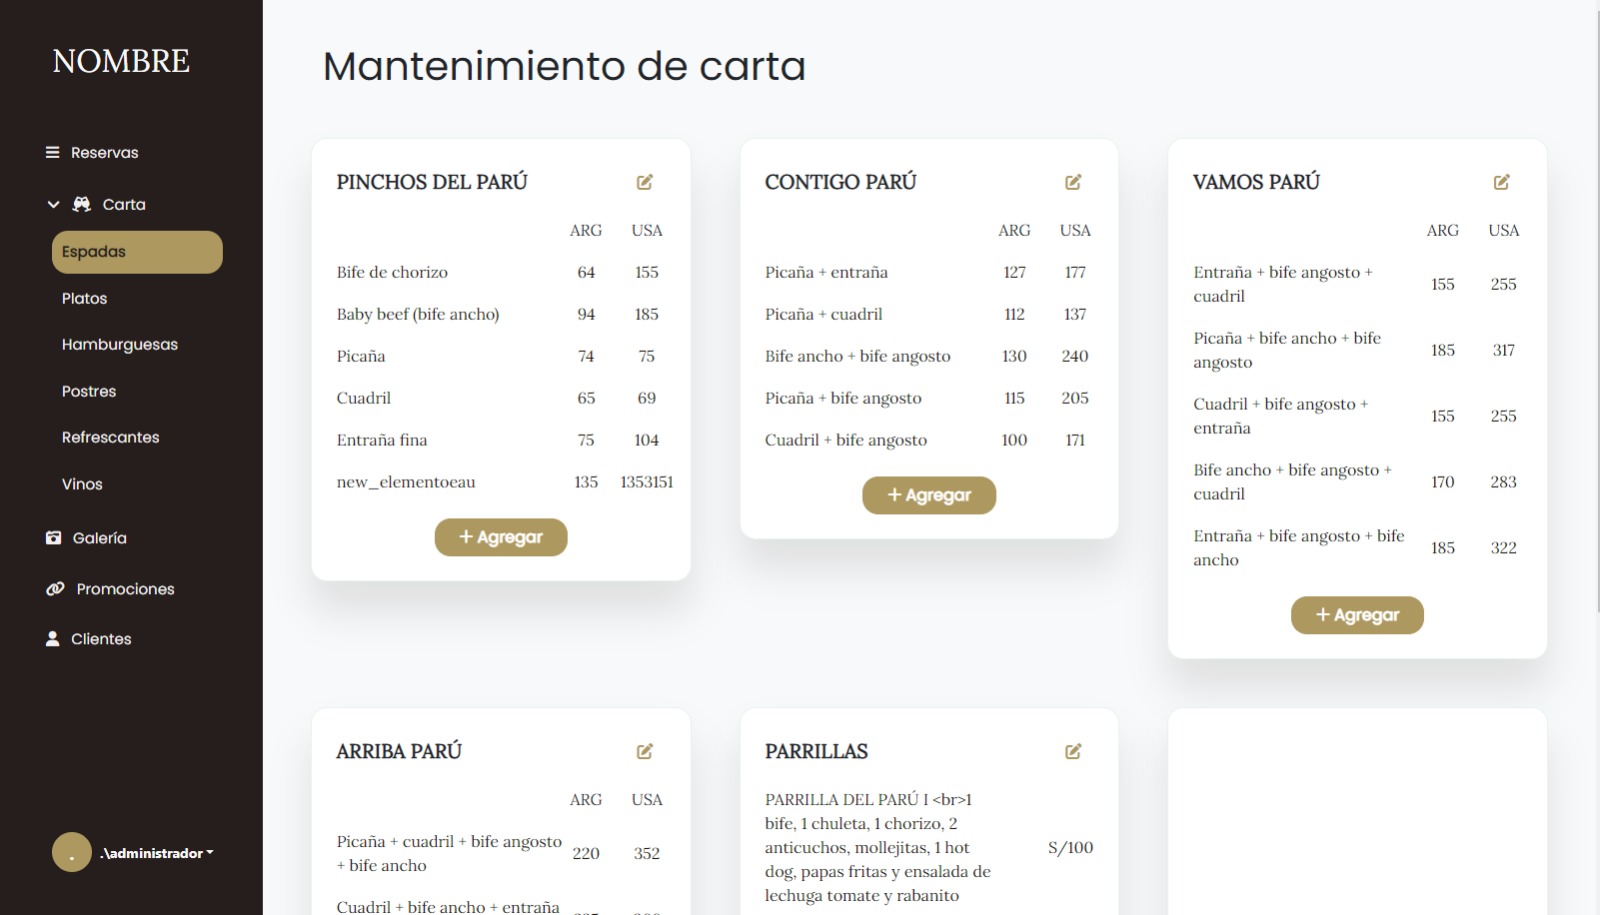 NOMBRE
Reservas
Carta
Espadas
Platos
Hamburguesas
Postres
Refrescantes
Vinos
Galería
Promociones
Clientes
.
.\administrador
Mantenimiento de carta
PINCHOS DEL PARÚ
ARG USA
Bife de chorizo 64 155
Baby beef (bife ancho) 94 185
Picaña 74 75
Cuadril 65 69
Entraña fina 75 104
new_elementoeau 135 1353151
+ Agregar
CONTIGO PARÚ
ARG USA
Picaña + entraña 127 177
Picaña + cuadril 112 137
Bife ancho + bife angosto 130 240
Picaña + bife angosto 115 205
Cuadril + bife angosto 100 171
+ Agregar
VAMOS PARÚ
ARG USA
Entraña + bife angosto +
cuadril 155 255
Picaña + bife ancho + bife
angosto 185 317
Cuadril + bife angosto +
entraña 155 255
Bife ancho + bife angosto +
cuadril 170 283
Entraña + bife angosto + bife
ancho 185 322
+ Agregar
ARRIBA PARÚ
ARG USA
Picaña + cuadril + bife angosto
+ bife ancho 220 352
Cuadril + bife ancho + entraña
PARRILLAS
PARRILLA DEL PARÚ I <br>1
bife, 1 chuleta, 1 chorizo, 2
anticuchos, mollejitas, 1 hot S/100
dog, papas fritas y ensalada de
lechuga tomate y rabanito